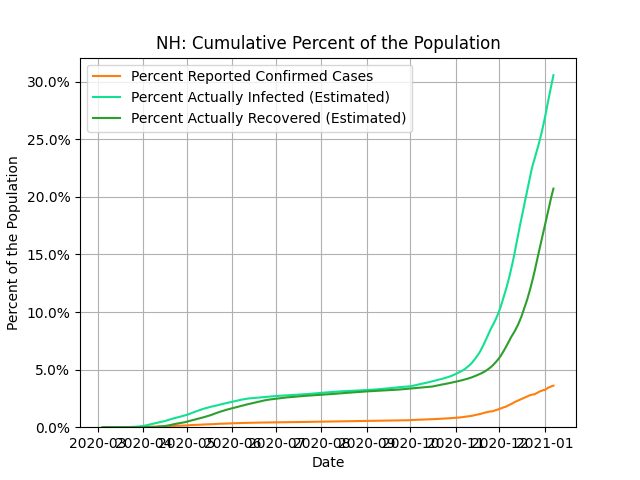 NH: Cumulative Percent of the Population
Percent Reported Confirmed Cases
Percent Actually Infected (Estimated)
Percent Actually Recovered (Estimated)
Percent of the Population
30.0%
25.0%
20.0%
15.0%
10.0%
5.0%
0.0%
2020-03 2020-04 2020-05 2020-06 2020-07 2020-08 2020-09 2020-10 2020-11 2020-12 2021-01
Date